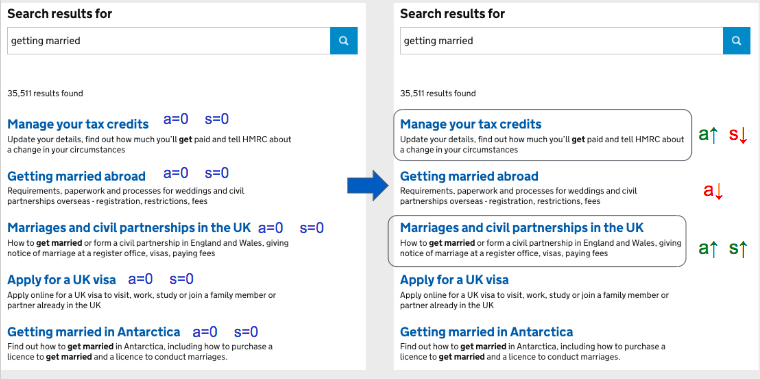 Search results for
getting married
35,511 results found
Manage your tax credits a=0 s=0
Update your details, find out how much you'll get paid and tell HMRC about
a change in your circumstances
Getting married abroad a=0 s=0
Requirements, paperwork and processes for weddings and civil
partnerships overseas - registration, restrictions, fees
Marriages and civil partnerships in the UK a=0 s=0
How to get married or form a civil partnership in England and Wales, giving
notice of marriage at a register office, visas, paying fees
Apply for a UK visa a=0 s=0
Apply online for a UK visa to visit, work, study or join a family member or
partner already in the UK
Getting married in Antarctica a=0 s=0
Find out how to get married in Antarctica, including how to purchase a
licence to get married and a licence to conduct marriages.
Search results for
getting married
35,511 results found
Manage your tax credits
Update your details, find out how much you'll get paid and tell HMRC about
a change in your circumstances
a↑ s↓
Getting married abroad
Requirements, paperwork and processes for weddings and civil
partnerships overseas - registration, restrictions, fees
a↓
Marriages and civil partnerships in the UK
How to get married or form a civil partnership in England and Wales, giving
notice of marriage at a register office, visas, paying fees
a↑ s↑
Apply for a UK visa
Apply online for a UK visa to visit, work, study or join a family member or
partner already in the UK
Getting married in Antarctica
Find out how to get married in Antarctica, including how to purchase a
licence to get married and a licence to conduct marriages.